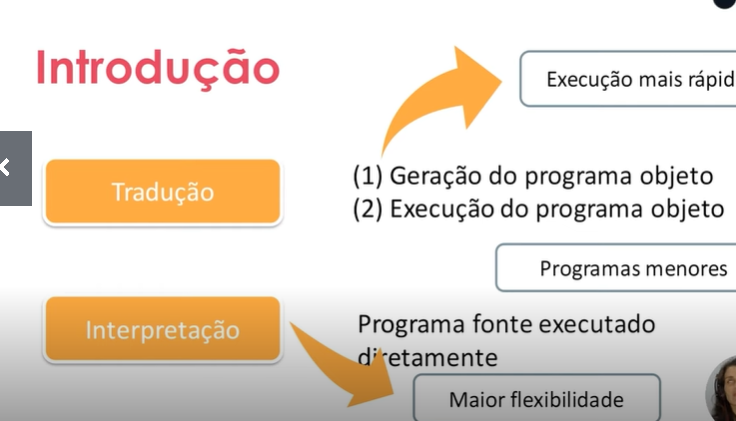 Introdução
Execução mais rápid
Tradução
(1) Geração do programa objeto
(2) Execução do programa objeto
Programas menores
Interpretação
Programa fonte executado
diretamente
Maior flexibilidade